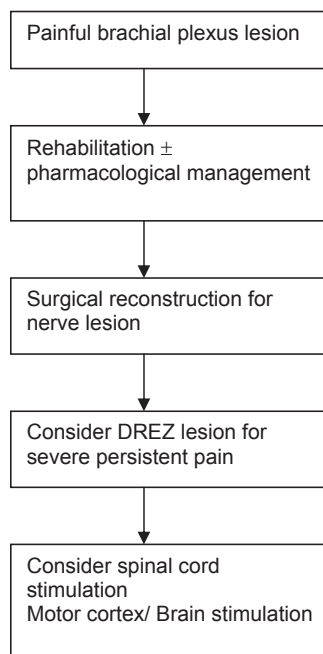 Painful brachial plexus lesion
Rehabilitation ±
pharmacological management
Surgical reconstruction for
nerve lesion
Consider DREZ lesion for
severe persistent pain
Consider spinal cord
stimulation
Motor cortex/ Brain stimulation